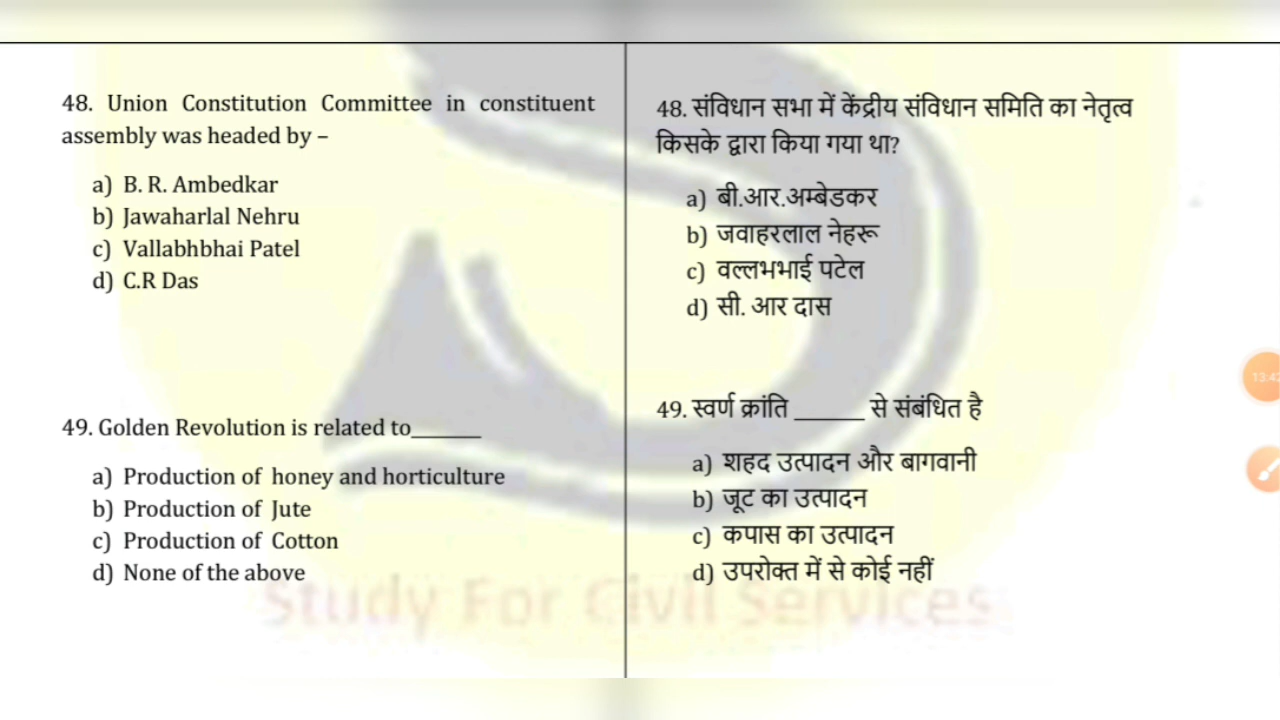 48. Union Constitution Committee in constituent
assembly was headed by –
a) B. R. Ambedkar
b) Jawaharlal Nehru
c) Vallabhbhai Patel
d) C.R Das
49. Golden Revolution is related to_______
a) Production of honey and horticulture
b) Production of Jute
c) Production of Cotton
d) None of the above
48. संविधान सभा में केंद्रीय संविधान समिति का नेतृत्व
किसके द्वारा किया गया था?
a) बी.आर.अम्बेडकर
b) जवाहरलाल नेहरू
c) वल्लभभाई पटेल
d) सी. आर दास
49. स्वर्ण क्रांति _______ से संबंधित है
a) शहद उत्पादन और बागवानी
b) जूट का उत्पादन
c) कपास का उत्पादन
d) उपरोक्त में से कोई नहीं
Study For Civil Services